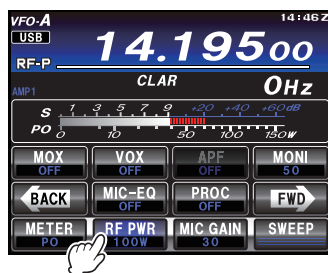 VFO-A 14:46Z
USB 14.19500
RF-P
CLAR 0Hz
AMP1
S 1 3 5 7 9 +20 +40 +60dB
PO 0 10 50 100 150W
MOX OFF VOX OFF APF OFF MONI 50
BACK MIC-EQ OFF PROC OFF FWD
METER PO RF PWR 100W MIC GAIN 30 SWEEP